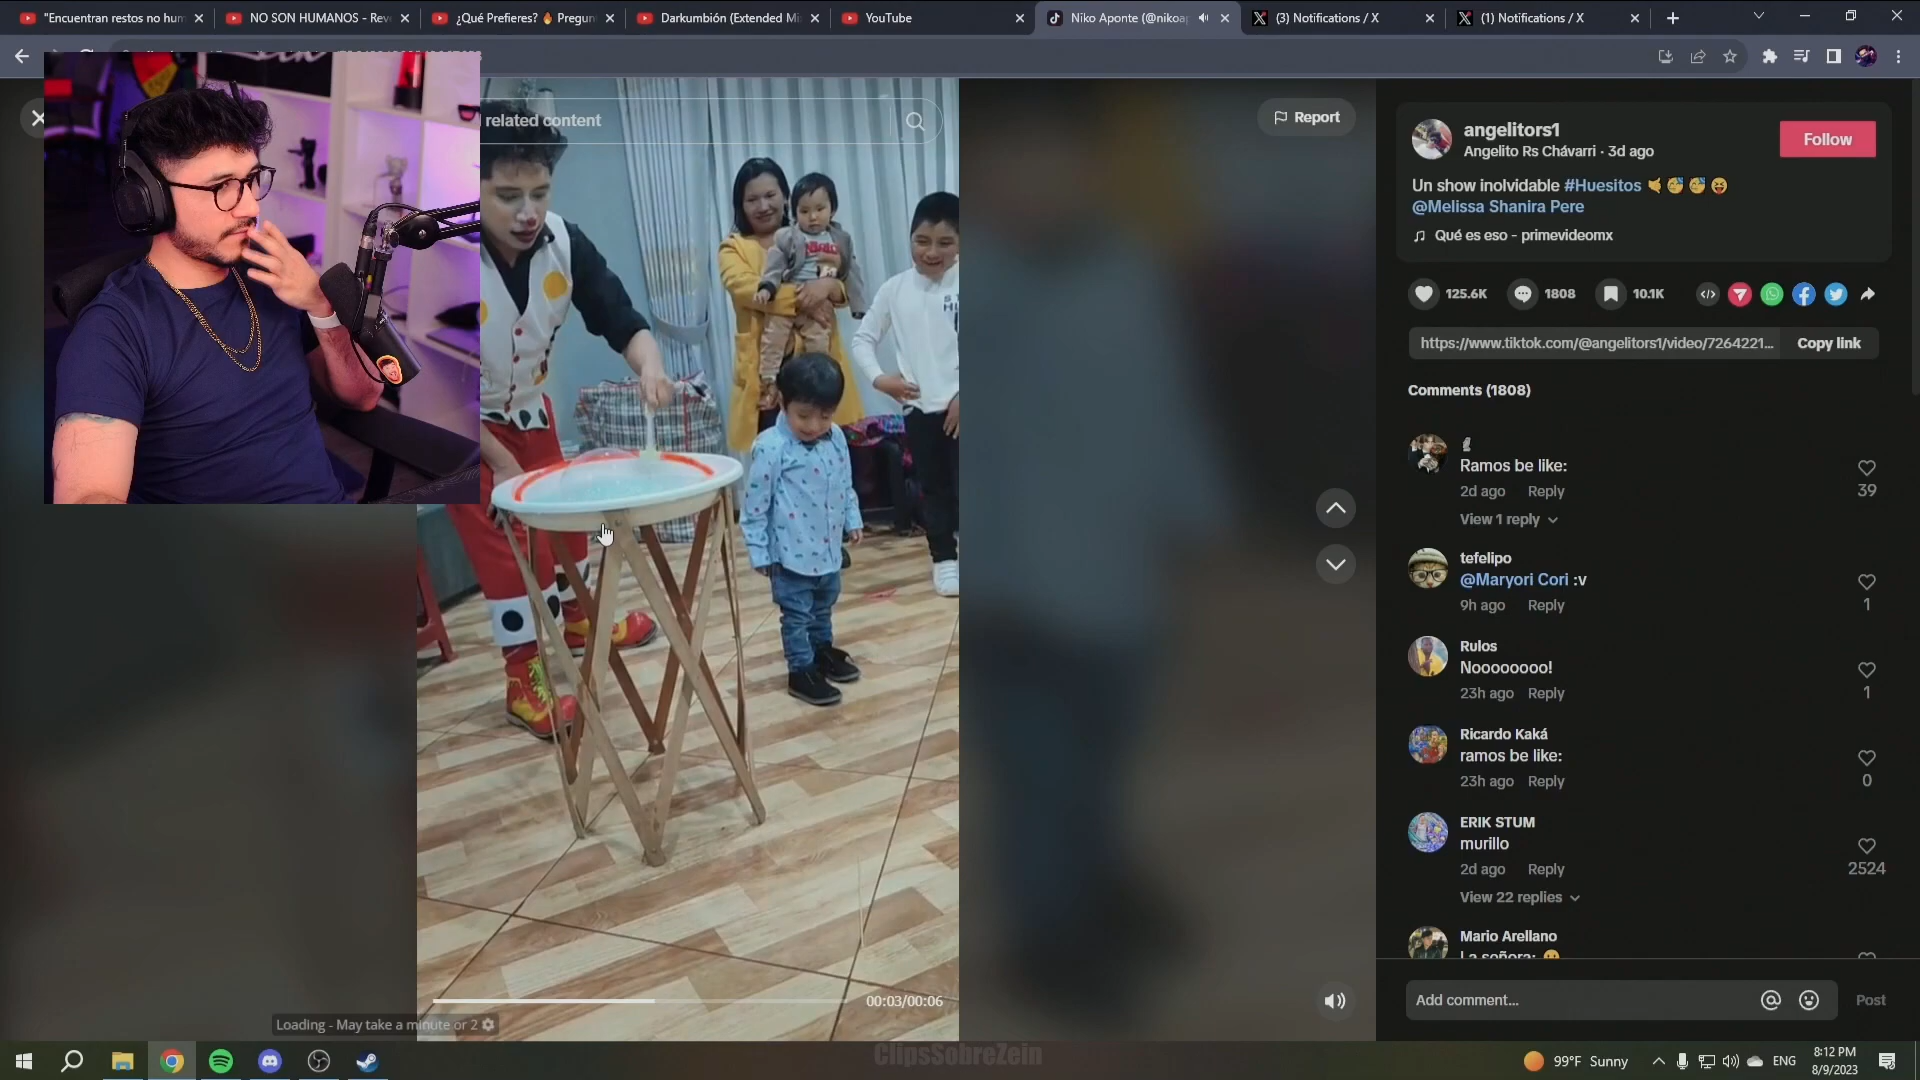 "Encuentran restos no hum
NO SON HUMANOS - Rev
¿Qué Prefieres? 🔥 Pregun
Darkumbión (Extended Mi
YouTube
Niko Aponte (@nikoap
(3) Notifications / X
(1) Notifications / X
related content
Report
angelitors1
Angelito Rs Chávarri · 3d ago
Follow
Un show inolvidable #Huesitos 🤙🥳🥳😝
@Melissa Shanira Pere
Qué es eso - primevideomx
125.6K 1808 10.1K
https://www.tiktok.com/@angelitors1/video/7264221...
Copy link
Comments (1808)
Ramos be like:
2d ago Reply
39
View 1 reply
tefelipo
@Maryori Cori :v
9h ago Reply
1
Rulos
Noooooooo!
23h ago Reply
1
Ricardo Kaká
ramos be like:
23h ago Reply
0
ERIK STUM
murillo
2d ago Reply
2524
View 22 replies
Mario Arellano
La señora: 
Add comment...
Post
00:03/00:06
Loading - May take a minute or 2
ClipsSobreZein
99°F Sunny
ENG
8:12 PM
8/9/2023